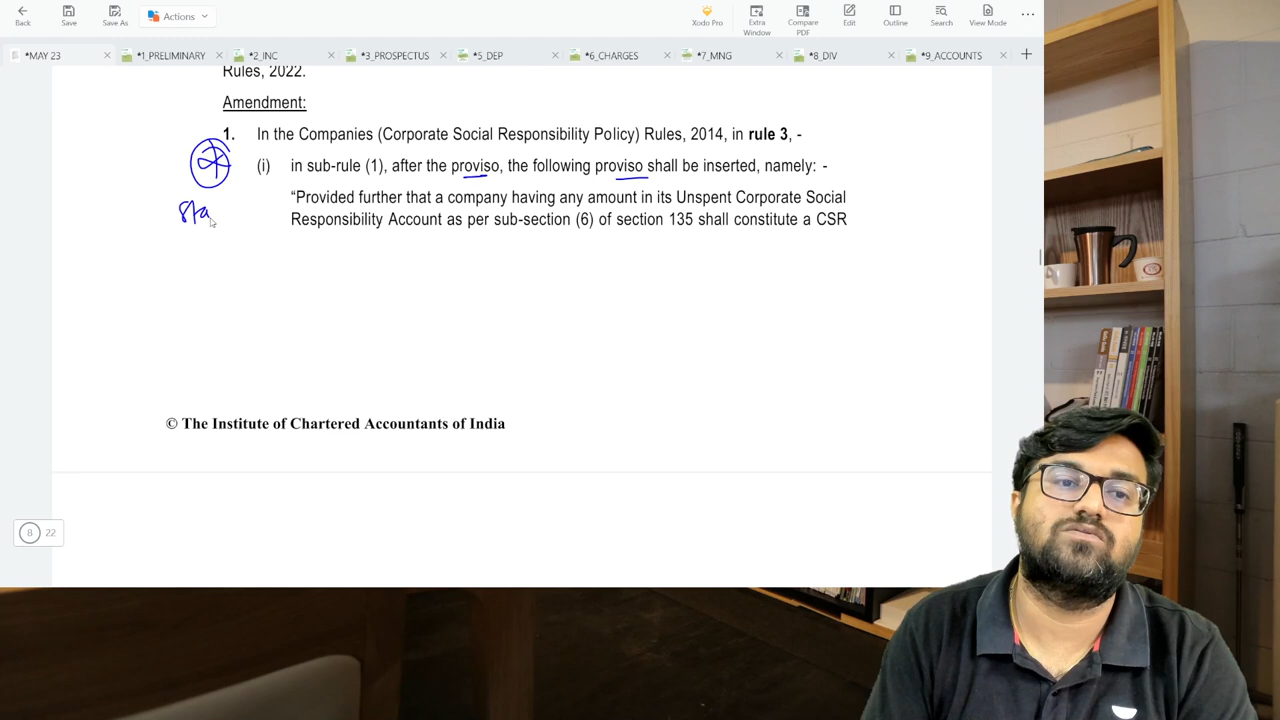 Back
Save
Save As
Actions
Xodo Pro
Extra Window
Compare PDF
Edit
Outline
Search
View Mode
*MAY 23
*1_PRELIMINARY
*2_INC
*3_PROSPECTUS
*5_DEP
*6_CHARGES
*7_MNG
*8_DIV
*9_ACCOUNTS
Rules, 2022.
Amendment:
1. In the Companies (Corporate Social Responsibility Policy) Rules, 2014, in rule 3, -
(i) in sub-rule (1), after the proviso, the following proviso shall be inserted, namely: -
Sta
“Provided further that a company having any amount in its Unspent Corporate Social
Responsibility Account as per sub-section (6) of section 135 shall constitute a CSR
© The Institute of Chartered Accountants of India
8 22